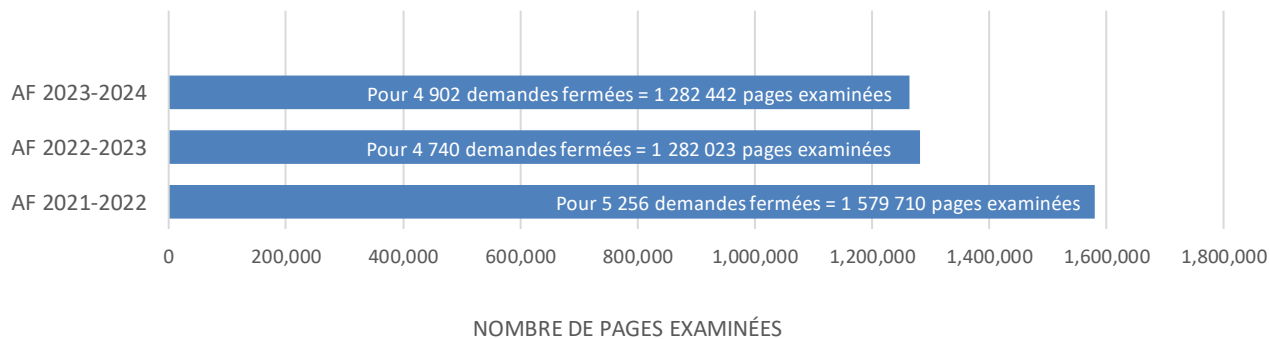 AF 2023-2024
Pour 4 902 demandes fermées = 1 282 442 pages examinées
AF 2022-2023
Pour 4 740 demandes fermées = 1 282 023 pages examinées
AF 2021-2022
Pour 5 256 demandes fermées = 1 579 710 pages examinées
0 200,000 400,000 600,000 800,000 1,000,000 1,200,000 1,400,000 1,600,000 1,800,000
NOMBRE DE PAGES EXAMINÉES